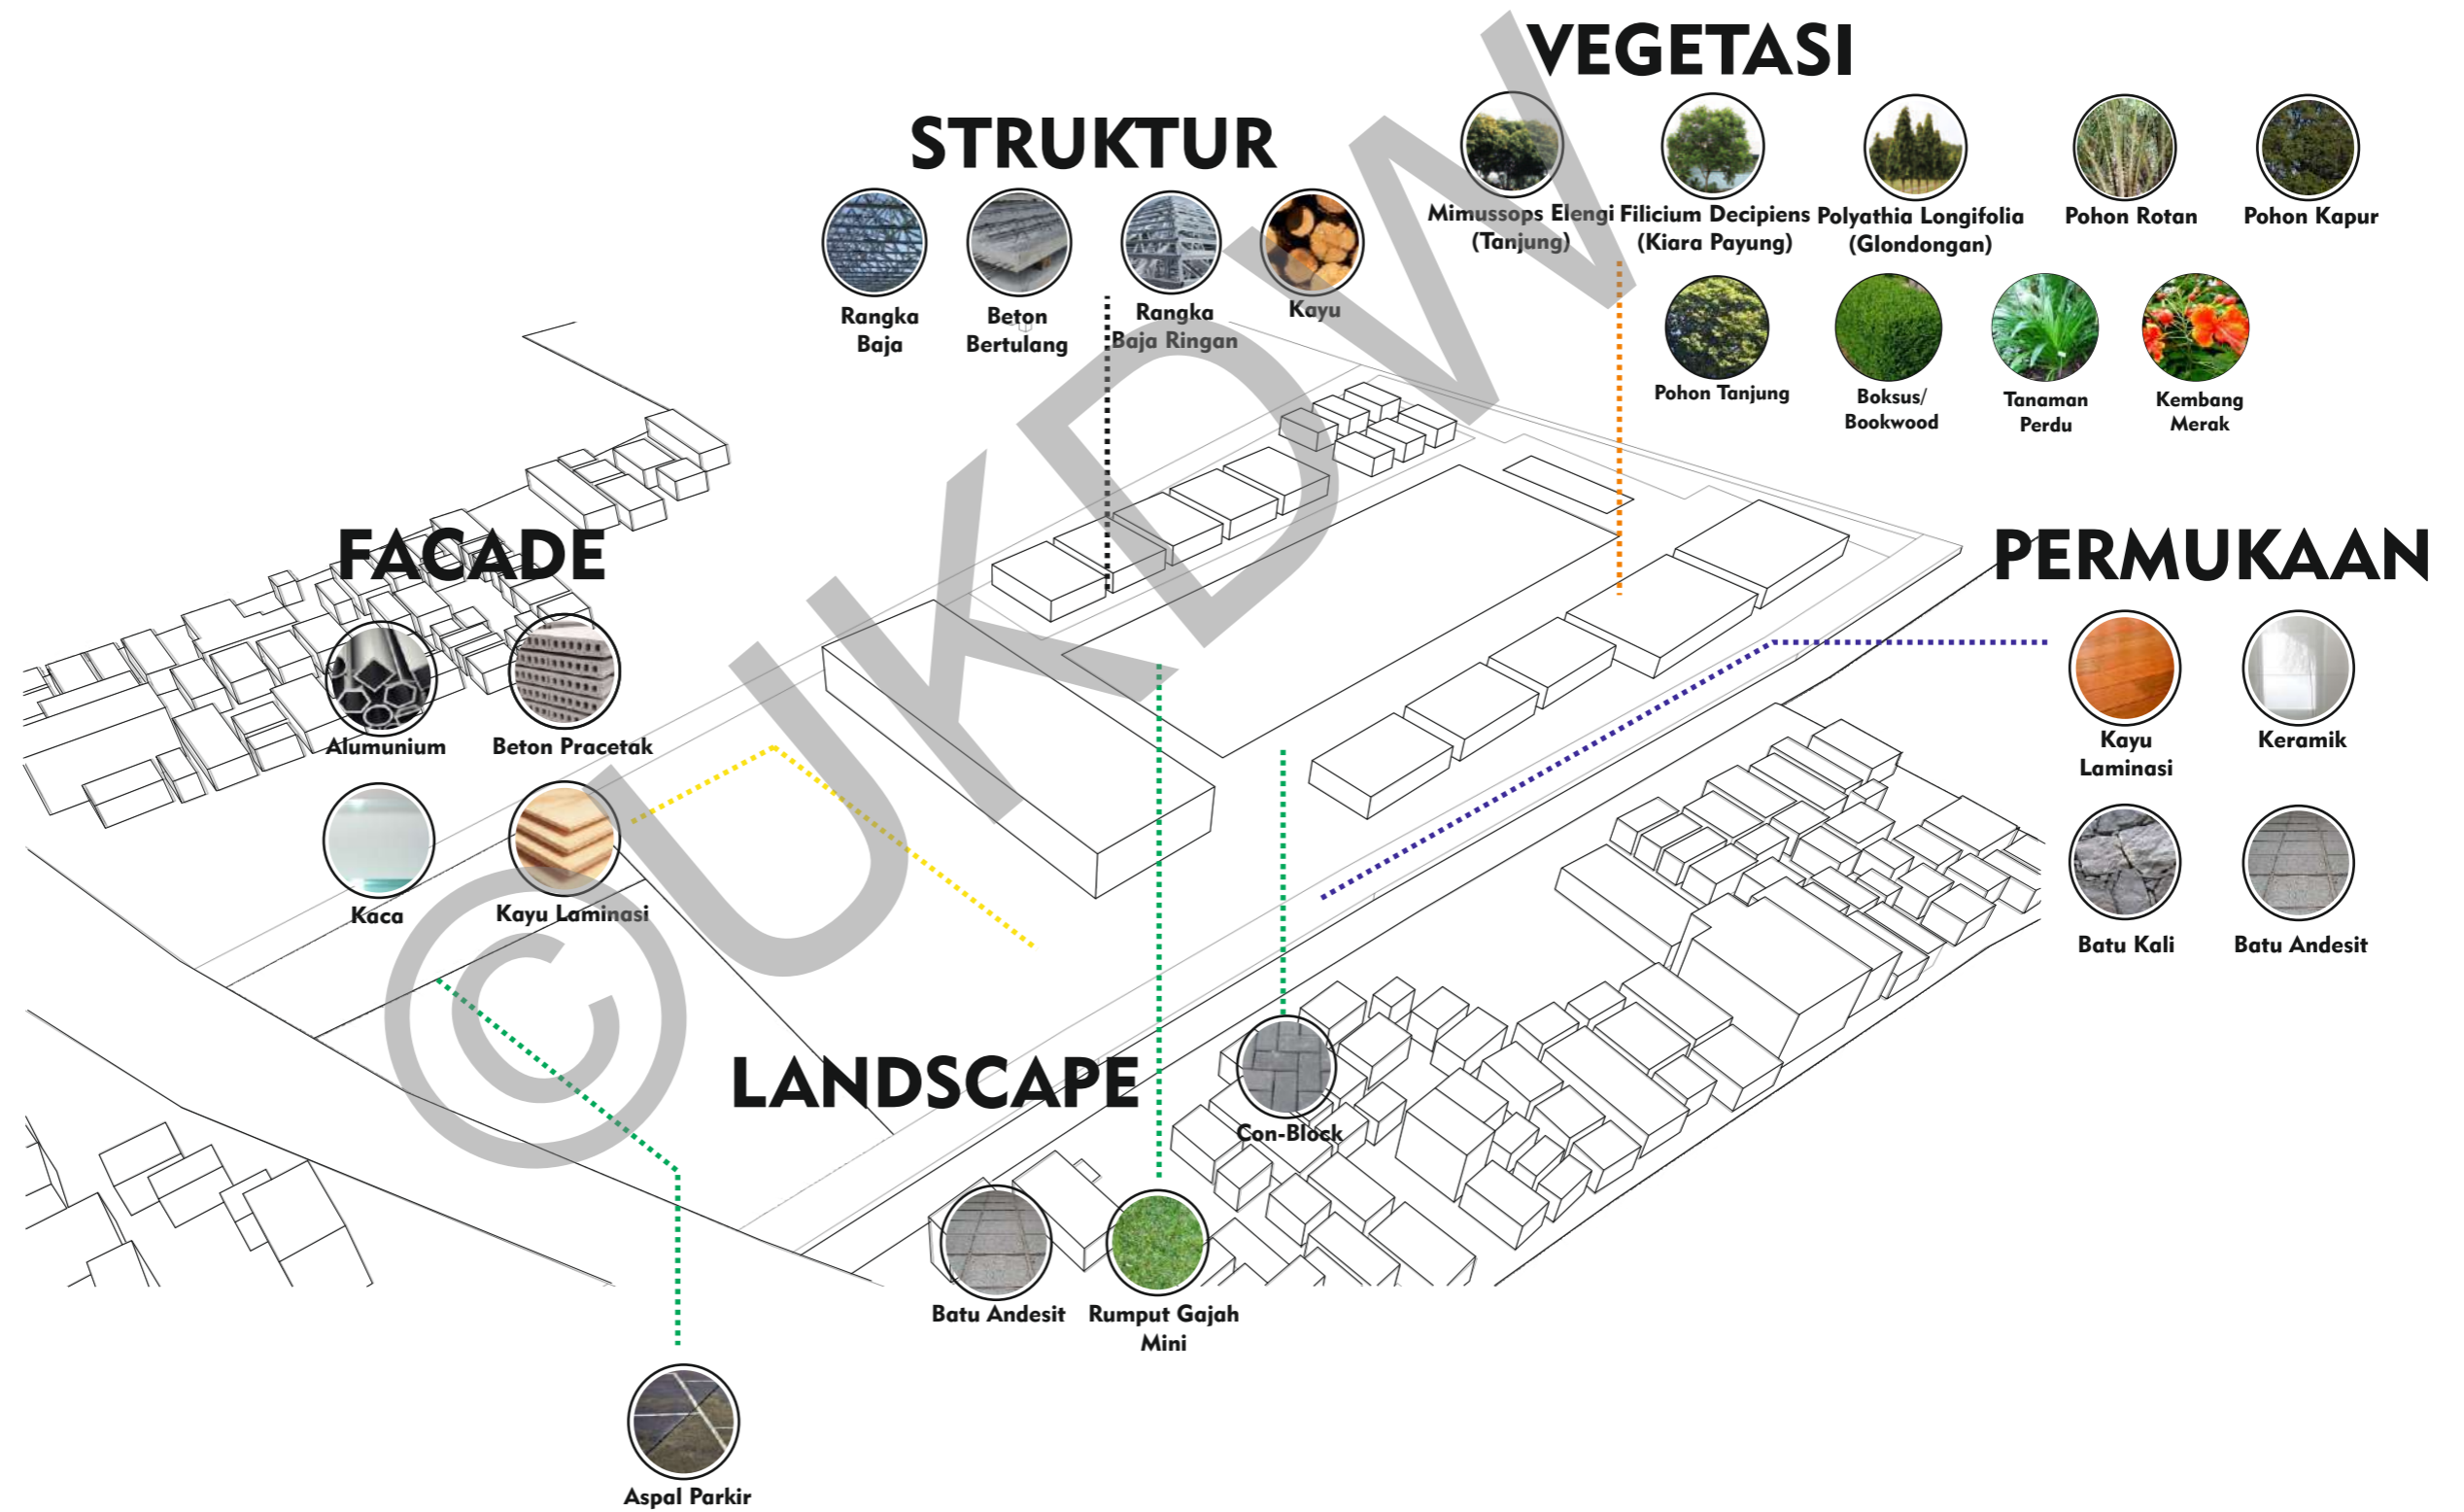 VEGETASI
Mimussops Elengi
(Tanjung)
Filicium Decipiens
(Kiara Payung)
Polyathia Longifolia
(Glondongan)
Pohon Rotan
Pohon Kapur
Pohon Tanjung
Boksus/
Bookwood
Tanaman
Perdu
Kembang
Merak
STRUKTUR
Rangka
Baja
Beton
Bertulang
Rangka
Baja Ringan
Kayu
FACADE
Alumunium
Beton Pracetak
Kaca
Kayu Laminasi
PERMUKAAN
Kayu
Laminasi
Keramik
Batu Kali
Batu Andesit
LANDSCAPE
Con-Block
Batu Andesit
Rumput Gajah
Mini
Aspal Parkir
©UKDW